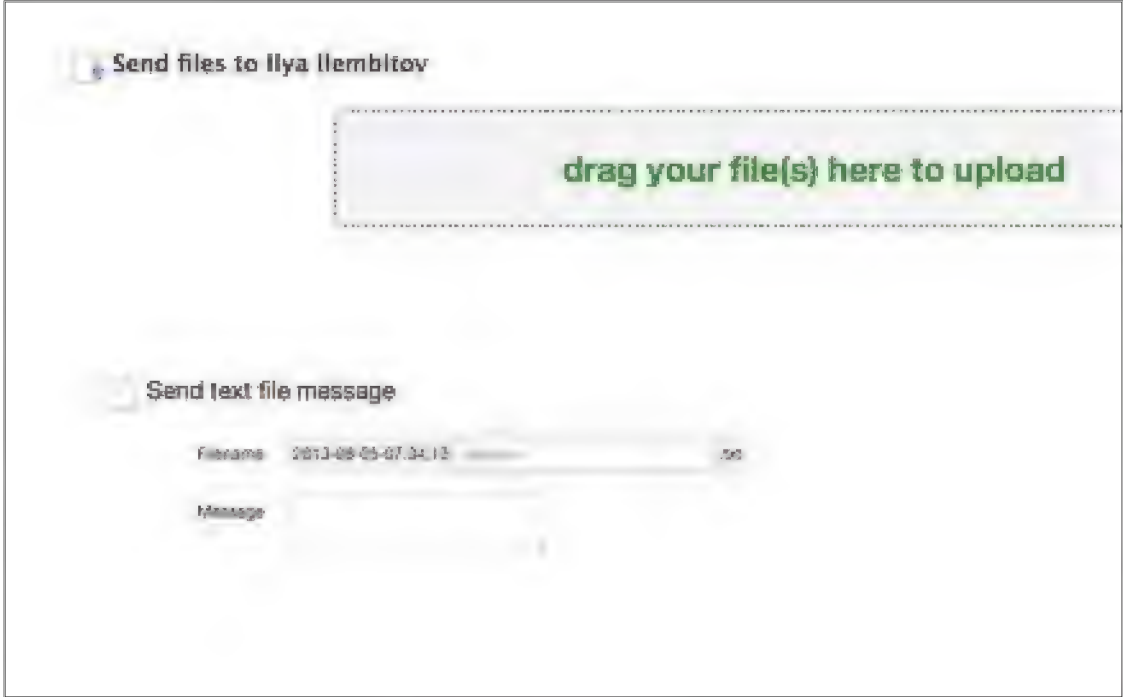 Send files to Ilya Ilembitov
drag your file(s) here to upload
Send text file message
Filename .txt
Message